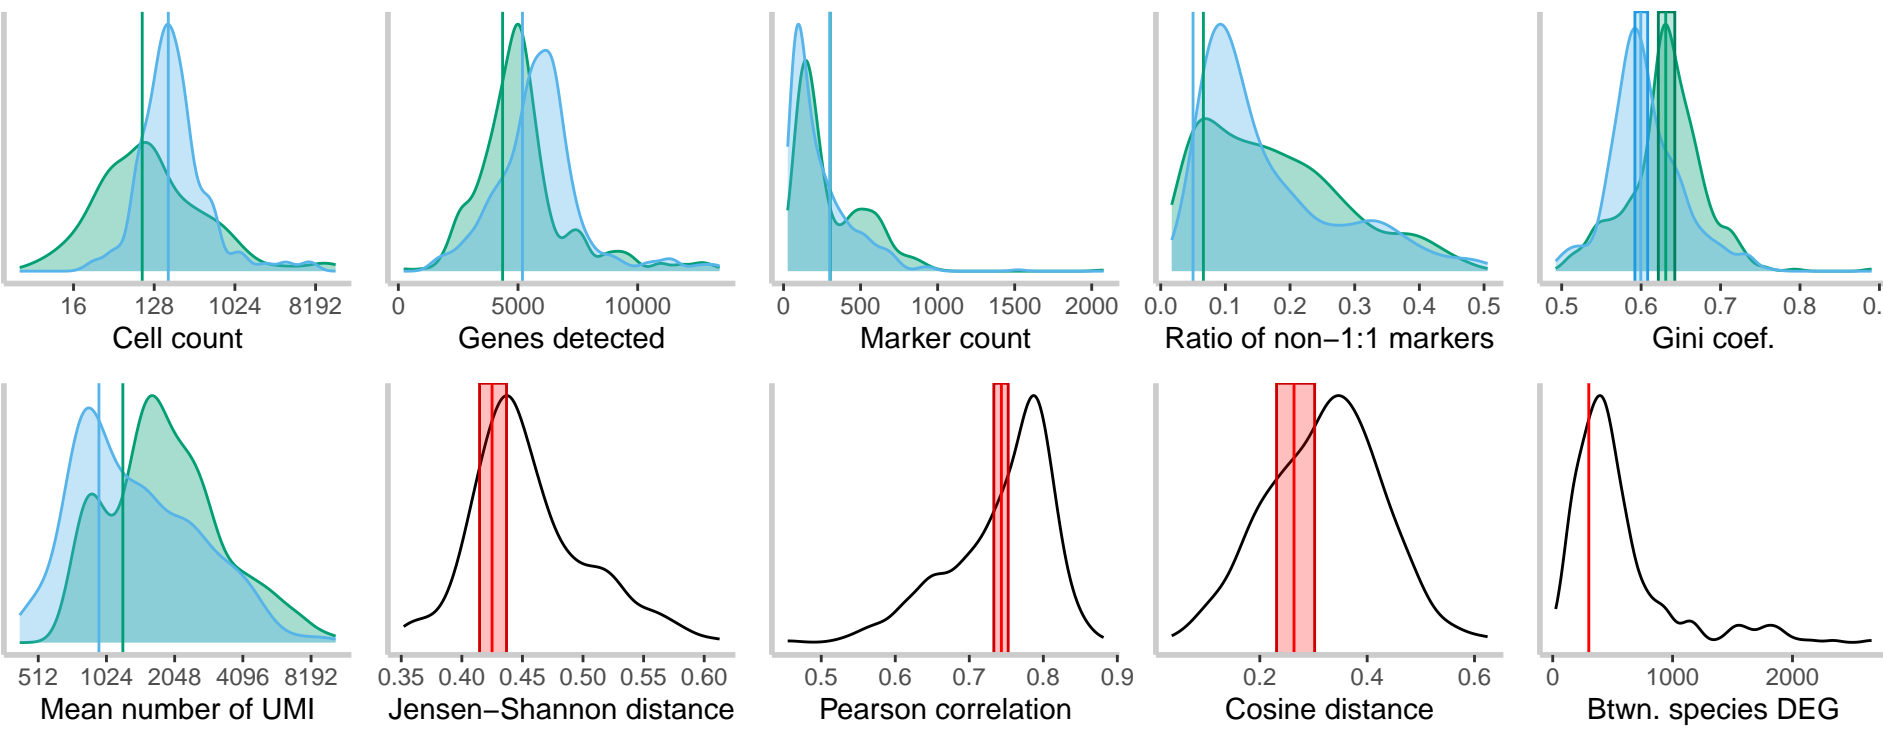 16 128 1024 8192
Cell count
0 5000 10000
Genes detected
0 500 1000 1500 2000
Marker count
0.0 0.1 0.2 0.3 0.4 0.5
Ratio of non−1:1 markers
0.5 0.6 0.7 0.8 0.
Gini coef.
512 1024 2048 4096 8192
Mean number of UMI
0.35 0.40 0.45 0.50 0.55 0.60
Jensen−Shannon distance
0.5 0.6 0.7 0.8 0.9
Pearson correlation
0.2 0.4 0.6
Cosine distance
0 1000 2000
Btwn. species DEG